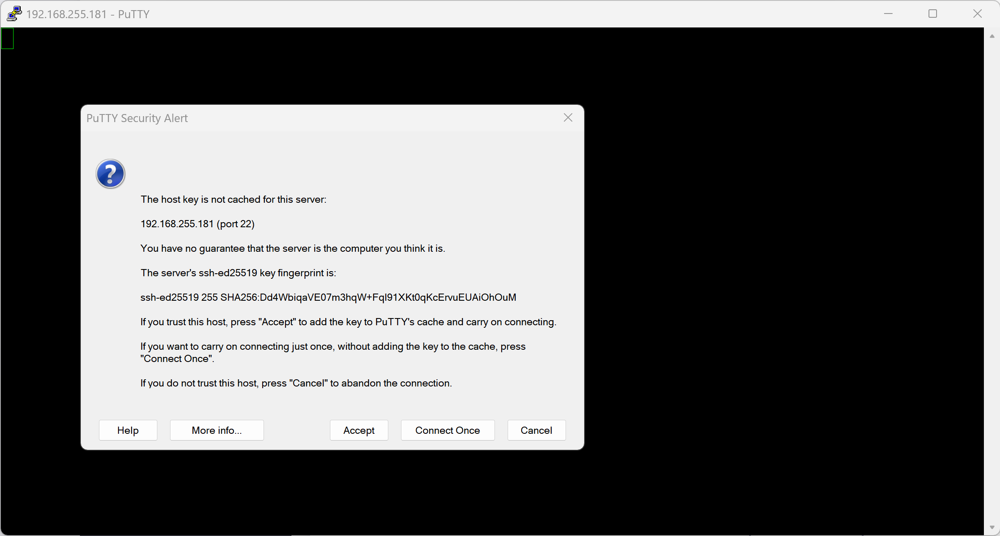 192.168.255.181 - PuTTY
PuTTY Security Alert
The host key is not cached for this server:
192.168.255.181 (port 22)
You have no guarantee that the server is the computer you think it is.
The server's ssh-ed25519 key fingerprint is:
ssh-ed25519 255 SHA256:Dd4WbiqaVE07m3hqW+FqI91XKt0qKcErvuEUAiOhOuM
If you trust this host, press "Accept" to add the key to PuTTY's cache and carry on connecting.
If you want to carry on connecting just once, without adding the key to the cache, press
"Connect Once".
If you do not trust this host, press "Cancel" to abandon the connection.
Help More info... Accept Connect Once Cancel